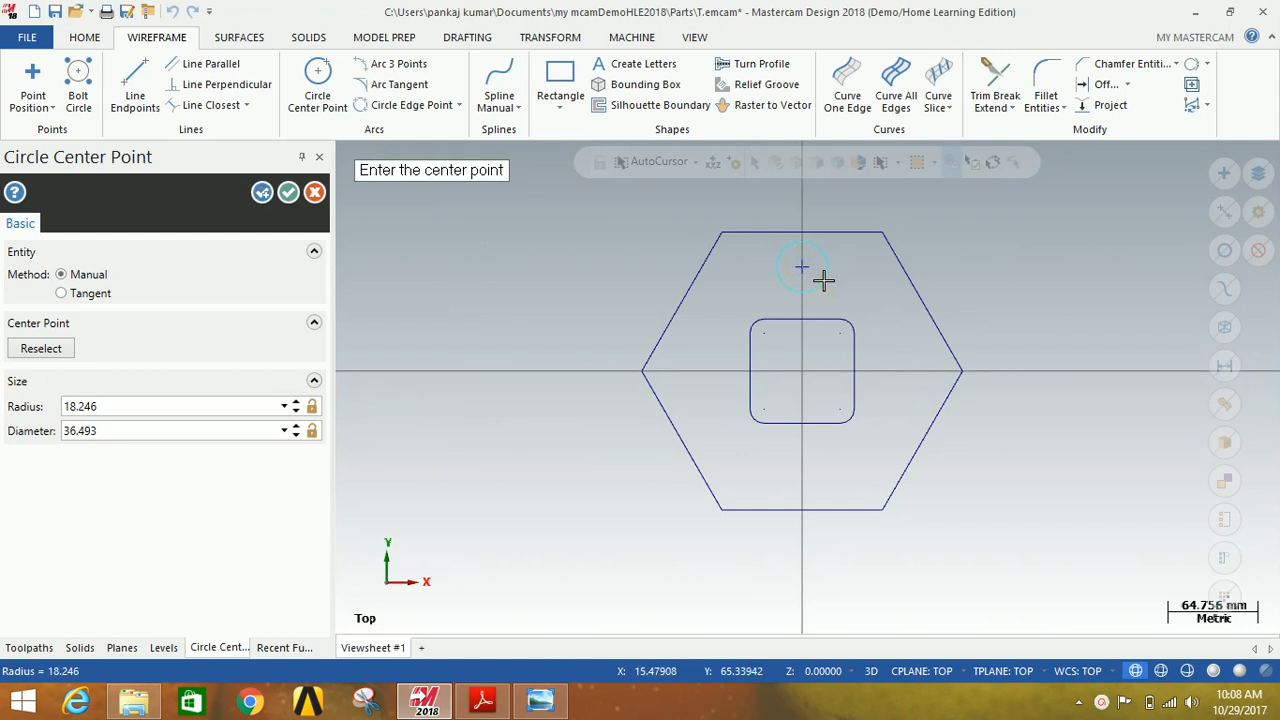 C:\Users\pankaj kumar\Documents\my mcamDemoHLE2018\Parts\T.emcam* - Mastercam Design 2018 (Demo/Home Learning Edition)
18
FILE HOME WIREFRAME SURFACES SOLIDS MODEL PREP DRAFTING TRANSFORM MACHINE VIEW MY MASTERCAM
Point Position
Bolt Circle
Points
Line Endpoints
Line Parallel
Line Perpendicular
Line Closest
Lines
Circle Center Point
Arc 3 Points
Arc Tangent
Circle Edge Point
Arcs
Spline Manual
Splines
Rectangle
Create Letters
Bounding Box
Silhouette Boundary
Turn Profile
Relief Groove
Raster to Vector
Shapes
Curve One Edge
Curve All Edges
Curve Slice
Curves
Trim Break Extend
Fillet Entities
Chamfer Entiti...
Off...
Project
Modify
Circle Center Point
Basic
Entity
Method: Manual
Tangent
Center Point
Reselect
Size
Radius: 18.246
Diameter: 36.493
Enter the center point
AutoCursor
XYZ
Y
X
Top
64.756 mm
Metric
Toolpaths Solids Planes Levels Circle Cent... Recent Fu... Viewsheet #1 +
Radius = 18.246 X: 15.47908 Y: 65.33942 Z: 0.00000 3D CPLANE: TOP TPLANE: TOP WCS: TOP
2018
10:08 AM
10/29/2017